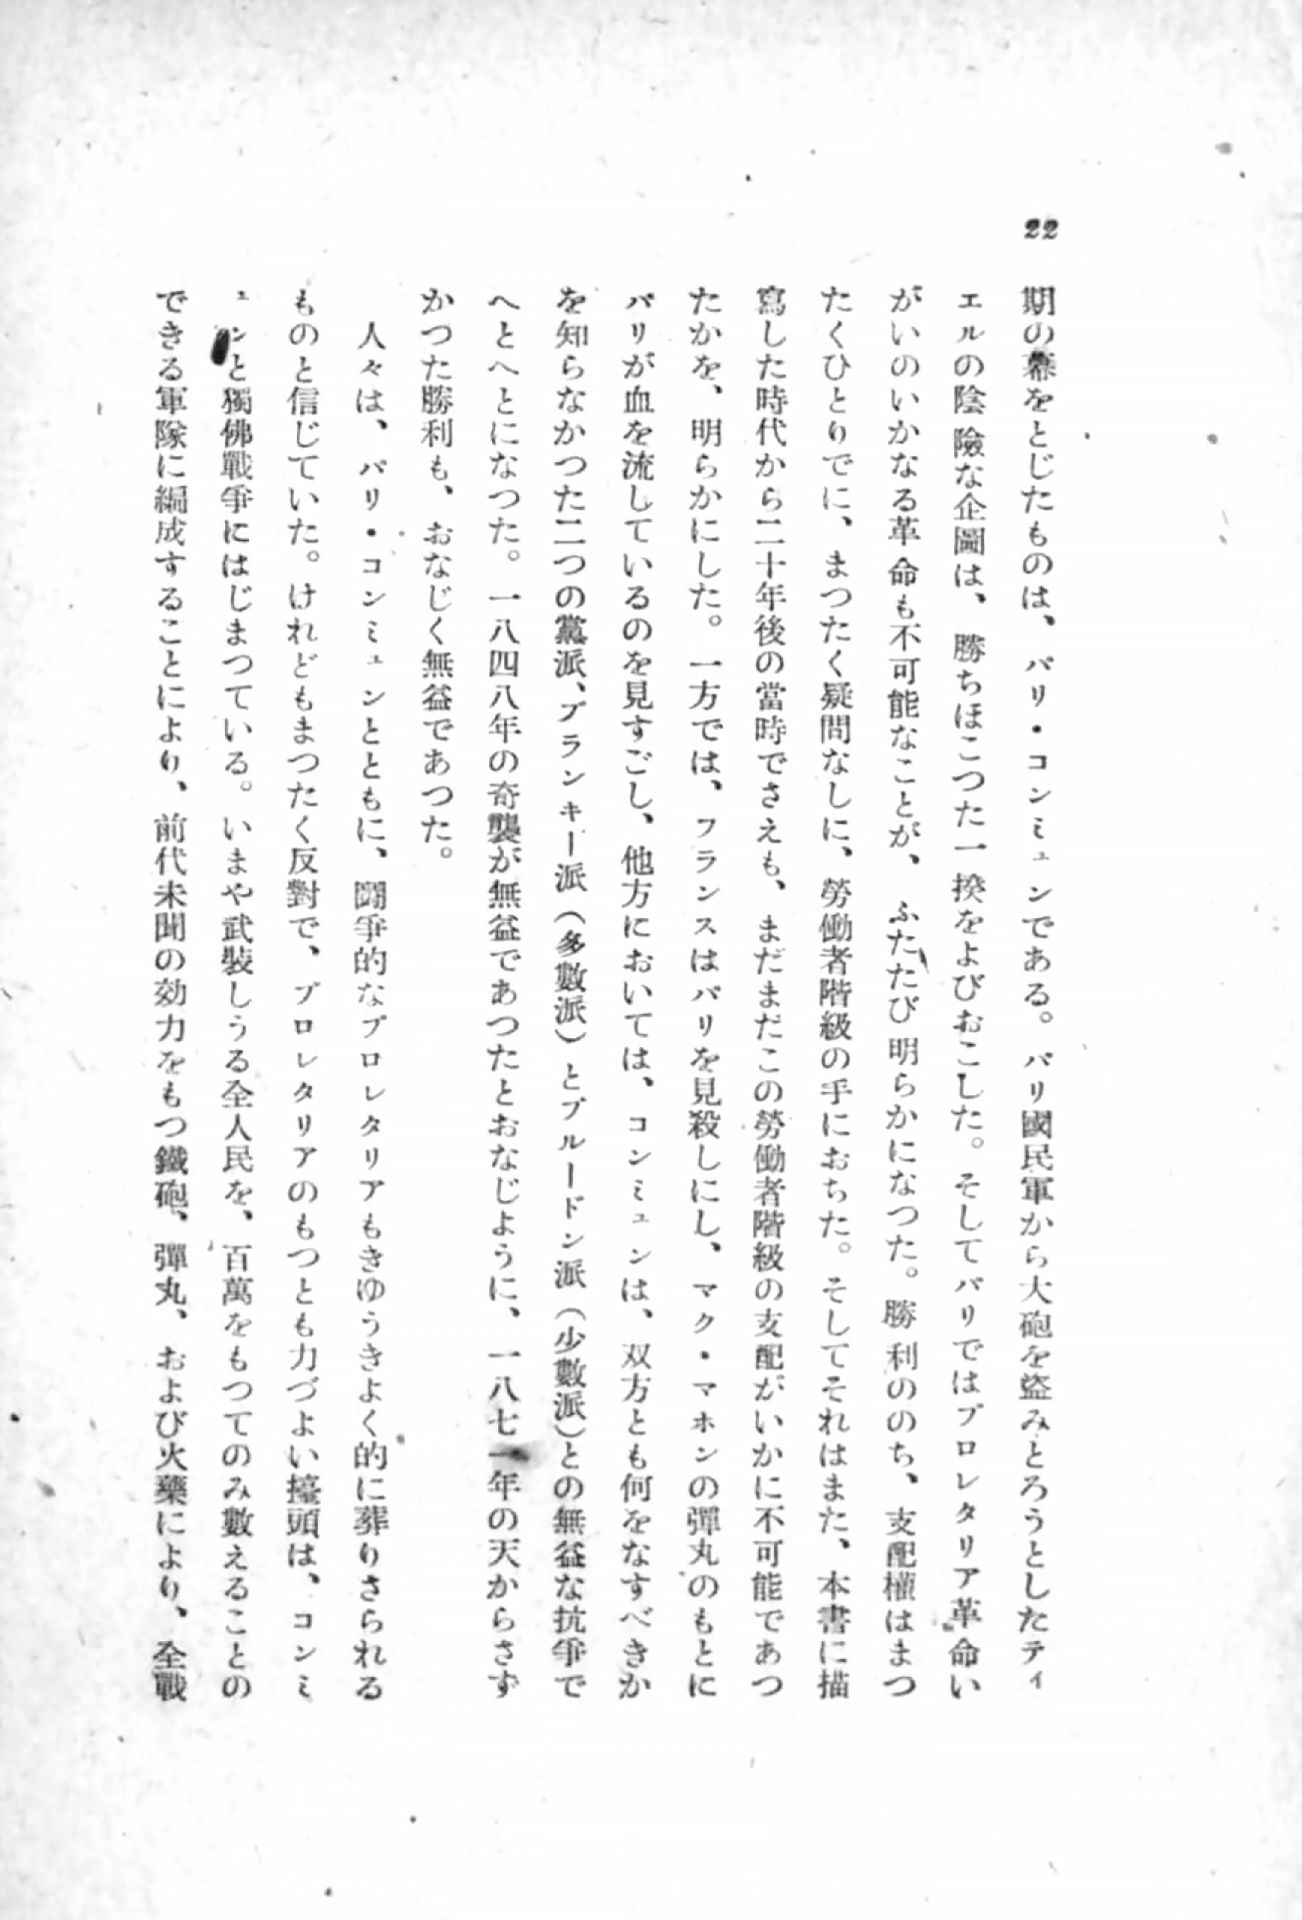 22
期の幕をとじたものは、パリ・コンミュンである。パリ國民軍から大砲を盜みとろうとしたティ
エルの陰險な企圖は、勝ちほこつた一揆をよびおこした。そしてパリではプロレタリア革命い
がいのいかなる革命も不可能なことが、ふたたび明らかになつた。勝利ののち、支配權はまつ
たくひとりでに、まつたく疑問なしに、勞働者階級の手におちた。そしてそれはまた、本書に描
寫した時代から二十年後の當時でさえも、まだまだこの勞働者階級の支配がいかに不可能であつ
たかを、明らかにした。一方では、フランスはパリを見殺しにし、マク・マホンの彈丸のもとに
パリが血を流しているのを見すごし、他方においては、コンミュンは、双方とも何をなすべきか
を知らなかつた二つの黨派、ブランキー派（多數派）とプルードン派（少數派）との無益な抗爭で
へとへとになつた。一八四八年の奇襲が無益であつたとおなじように、一八七一年の天からさず
かつた勝利も、おなじく無益であつた。
人々は、パリ・コンミュンとともに、鬪爭的なプロレタリアもきゆうきよく的に葬りさられる
ものと信じていた。けれどもまつたく反對で、プロレタリアのもつとも力づよい擡頭は、コンミ
ュンと獨佛戰爭にはじまつている。いまや武裝しうる全人民を、百萬をもつてのみ數えることの
できる軍隊に編成することにより、前代未聞の効力をもつ鐵砲、彈丸、および火藥により、全戰